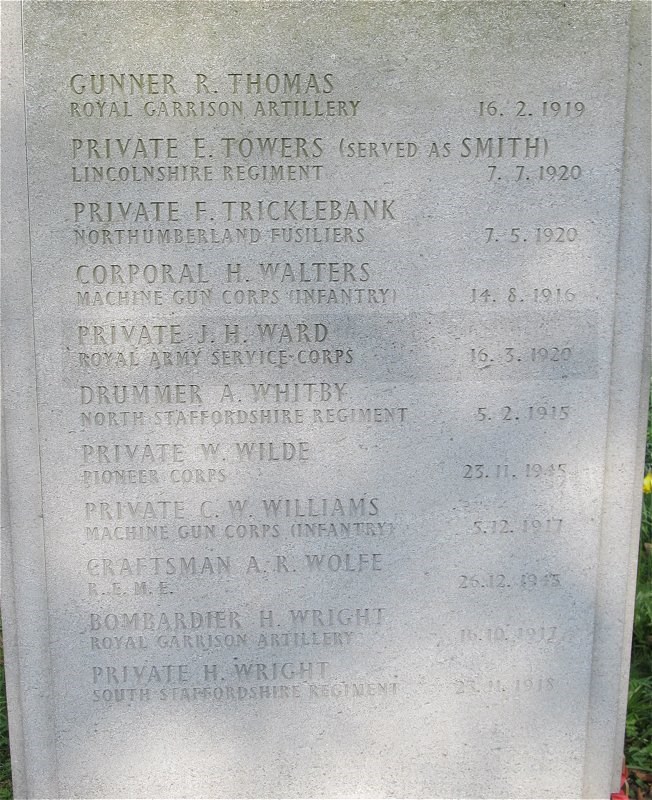 GUNNER R. THOMAS
ROYAL GARRISON ARTILLERY 16. 2. 1919
PRIVATE E. TOWERS (SERVED AS SMITH)
LINCOLNSHIRE REGIMENT 7. 7. 1920
PRIVATE F. TRICKLEBANK
NORTHUMBERLAND FUSILIERS 7. 5. 1920
CORPORAL H. WALTERS
MACHINE GUN CORPS (INFANTRY) 14. 8. 1916
PRIVATE J. H. WARD
ROYAL ARMY SERVICE CORPS 16. 3. 1920
DRUMMER A. WHITBY
NORTH STAFFORDSHIRE REGIMENT 5. 2. 1915
PRIVATE W. WILDE
PIONEER CORPS 23. 11. 1945
PRIVATE C. W. WILLIAMS
MACHINE GUN CORPS (INFANTRY) 5. 12. 1917
CRAFTSMAN A. R. WOLFE
R. E. M. E. 26. 12. 1943
BOMBARDIER H. WRIGHT
ROYAL GARRISON ARTILLERY 16. 10. 1917
PRIVATE H. WRIGHT
SOUTH STAFFORDSHIRE REGIMENT 23. 11. 1918